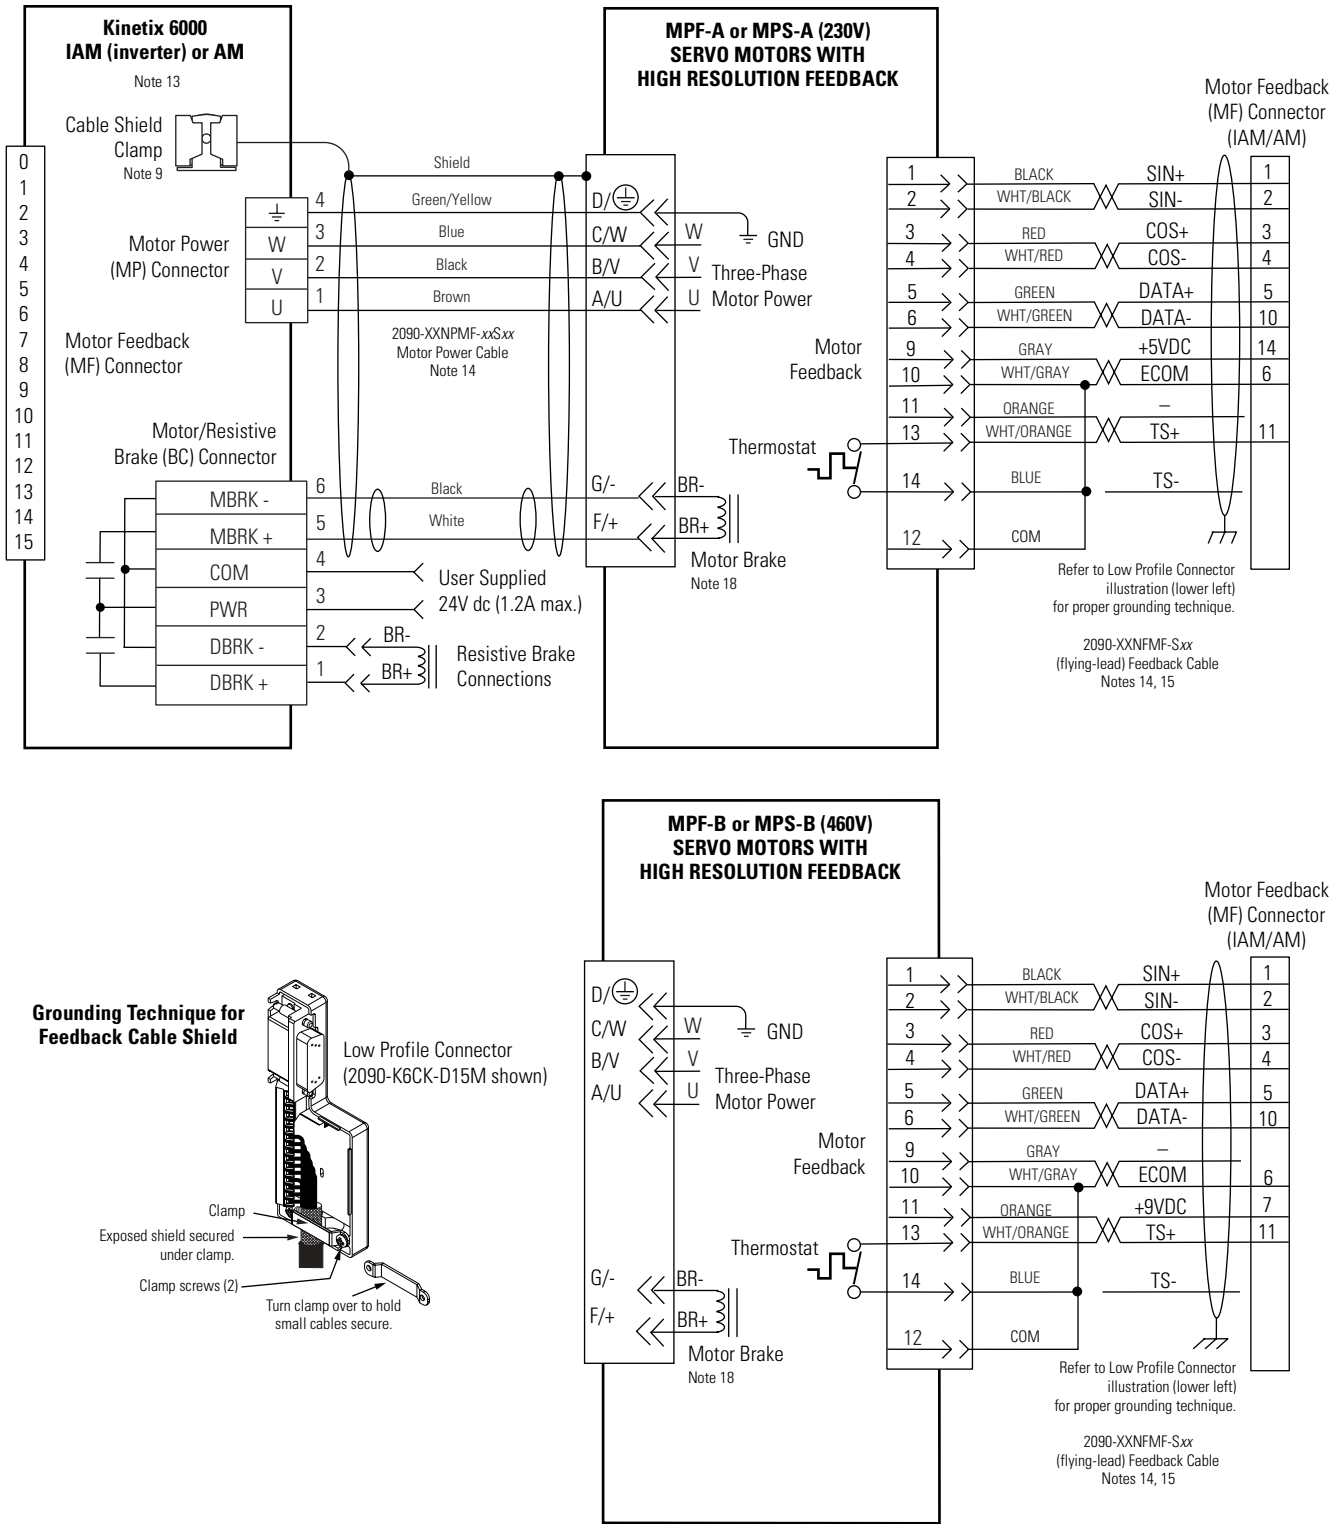 Kinetix 6000
IAM (inverter) or AM
Note 13
Cable Shield
Clamp
Note 9
0
1
2
3
4
5
6
7
8
9
10
11
12
13
14
15
Motor Power
(MP) Connector
W
V
U
4
3
2
1
Motor Feedback
(MF) Connector
Motor/Resistive
Brake (BC) Connector
MBRK -
MBRK +
COM
PWR
DBRK -
DBRK +
6
5
4
3
2
1
Shield
Green/Yellow
Blue
Black
Brown
2090-XXNPMF-xxSxx
Motor Power Cable
Note 14
Black
White
User Supplied
24V dc (1.2A max.)
BR-
BR+
Resistive Brake
Connections
MPF-A or MPS-A (230V)
SERVO MOTORS WITH
HIGH RESOLUTION FEEDBACK
D/
C/W
B/V
A/U
GND
W
V
U
Three-Phase
Motor Power
G/-
F/+
BR-
BR+
Motor Brake
Note 18
Motor
Feedback
Thermostat
1
2
3
4
5
6
9
10
11
13
14
12
BLACK
WHT/BLACK
RED
WHT/RED
GREEN
WHT/GREEN
GRAY
WHT/GRAY
ORANGE
WHT/ORANGE
BLUE
COM
SIN+
SIN-
COS+
COS-
DATA+
DATA-
+5VDC
ECOM
–
TS+
TS-
Motor Feedback
(MF) Connector
(IAM/AM)
1
2
3
4
5
10
14
6
11
Refer to Low Profile Connector
illustration (lower left)
for proper grounding technique.
2090-XXNFMF-Sxx
(flying-lead) Feedback Cable
Notes 14, 15
Grounding Technique for
Feedback Cable Shield
Low Profile Connector
(2090-K6CK-D15M shown)
Clamp
Exposed shield secured
under clamp.
Clamp screws (2)
Turn clamp over to hold
small cables secure.
MPF-B or MPS-B (460V)
SERVO MOTORS WITH
HIGH RESOLUTION FEEDBACK
D/
C/W
B/V
A/U
GND
W
V
U
Three-Phase
Motor Power
G/-
F/+
BR-
BR+
Motor Brake
Note 18
Motor
Feedback
Thermostat
1
2
3
4
5
6
9
10
11
13
14
12
BLACK
WHT/BLACK
RED
WHT/RED
GREEN
WHT/GREEN
GRAY
WHT/GRAY
ORANGE
WHT/ORANGE
BLUE
COM
SIN+
SIN-
COS+
COS-
DATA+
DATA-
–
ECOM
+9VDC
TS+
TS-
Motor Feedback
(MF) Connector
(IAM/AM)
1
2
3
4
5
10
6
7
11
Refer to Low Profile Connector
illustration (lower left)
for proper grounding technique.
2090-XXNFMF-Sxx
(flying-lead) Feedback Cable
Notes 14, 15